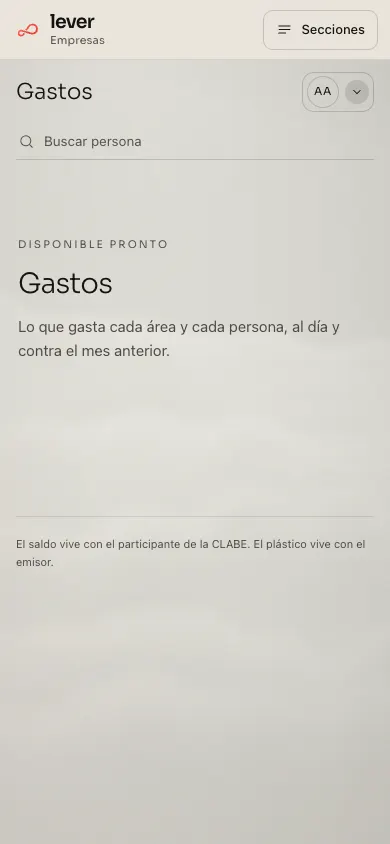 lever
Empresas
Secciones
Gastos
AA
Buscar persona
DISPONIBLE PRONTO
Gastos
Lo que gasta cada área y cada persona, al día y
contra el mes anterior.
El saldo vive con el participante de la CLABE. El plástico vive con el
emisor.